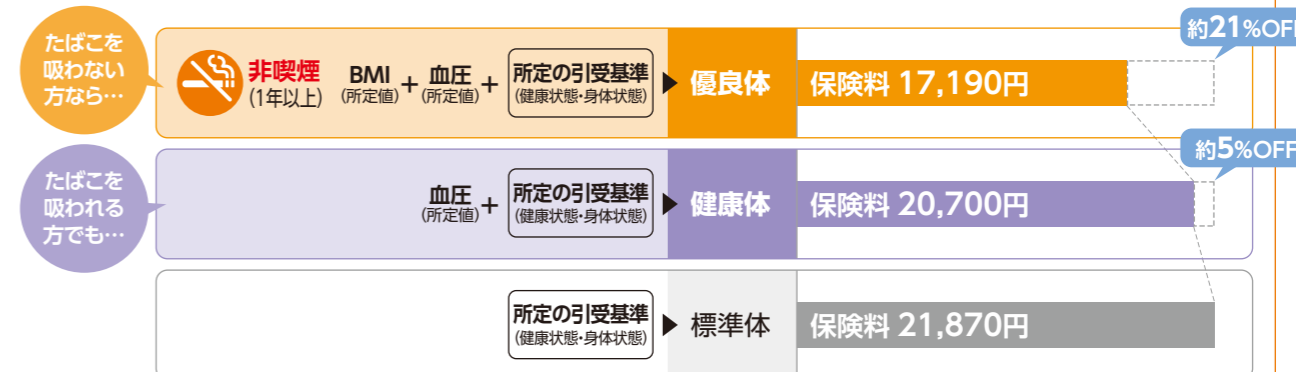 たばこを
吸わない
方なら…
非喫煙
(1年以上)
BMI
(所定値)
+
血圧
(所定値)
+
所定の引受基準
(健康状態・身体状態)
▶
優良体
保険料 17,190円
約21%OFF
たばこを
吸われる
方でも…
血圧
(所定値)
+
所定の引受基準
(健康状態・身体状態)
▶
健康体
保険料 20,700円
約5%OFF
所定の引受基準
(健康状態・身体状態)
▶
標準体
保険料 21,870円